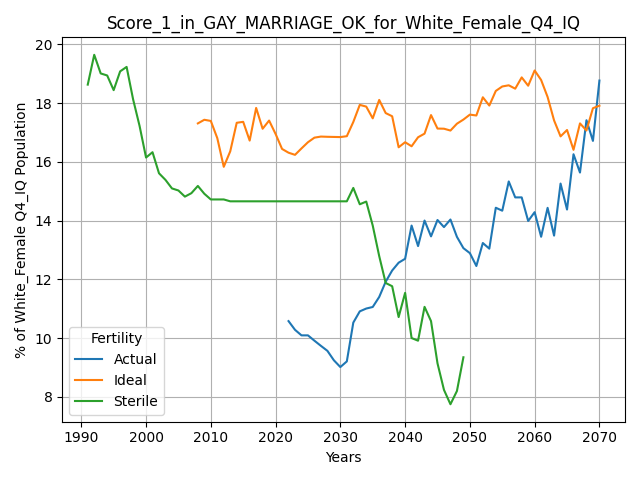 Score_1_in_GAY_MARRIAGE_OK_for_White_Female_Q4_IQ
% of White_Female Q4_IQ Population
20
18
16
14
12
10
8
Fertility
Actual
Ideal
Sterile
1990 2000 2010 2020 2030 2040 2050 2060 2070
Years